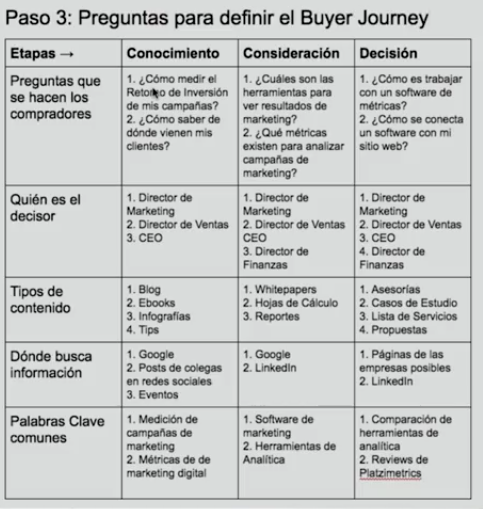 Paso 3: Preguntas para definir el Buyer Journey
Etapas → Conocimiento Consideración Decisión
Preguntas que
se hacen los
compradores
1. ¿Cómo medir el
Retorno de Inversión
de mis campañas?
2. ¿Cómo saber de
dónde vienen mis
clientes?
1. ¿Cuáles son las
herramientas para
ver resultados de
marketing?
2. ¿Qué métricas
existen para analizar
campañas de
marketing?
1. ¿Cómo es trabajar
con un software de
métricas?
2. ¿Cómo se conecta
un software con mi
sitio web?
Quién es el
decisor
1. Director de
Marketing
2. Director de Ventas
3. CEO
1. Director de
Marketing
2. Director de Ventas
CEO
3. Director de
Finanzas
1. Director de
Marketing
2. Director de Ventas
3. CEO
4. Director de
Finanzas
Tipos de
contenido
1. Blog
2. Ebooks
3. Infografías
4. Tips
1. Whitepapers
2. Hojas de Cálculo
3. Reportes
1. Asesorías
2. Casos de Estudio
3. Lista de Servicios
4. Propuestas
Dónde busca
información
1. Google
2. Posts de colegas
en redes sociales
3. Eventos
1. Google
2. LinkedIn
1. Páginas de las
empresas posibles
2. LinkedIn
Palabras Clave
comunes
1. Medición de
campañas de
marketing
2. Métricas de de
marketing digital
1. Software de
marketing
2. Herramientas de
Analítica
1. Comparación de
herramientas de
analítica
2. Reviews de
Platzimetrics